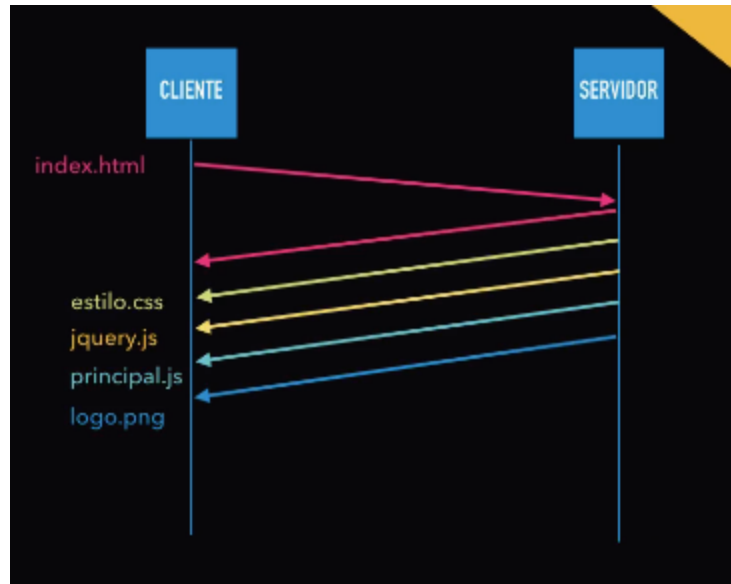 CLIENTE
SERVIDOR
index.html
estilo.css
jquery.js
principal.js
logo.png